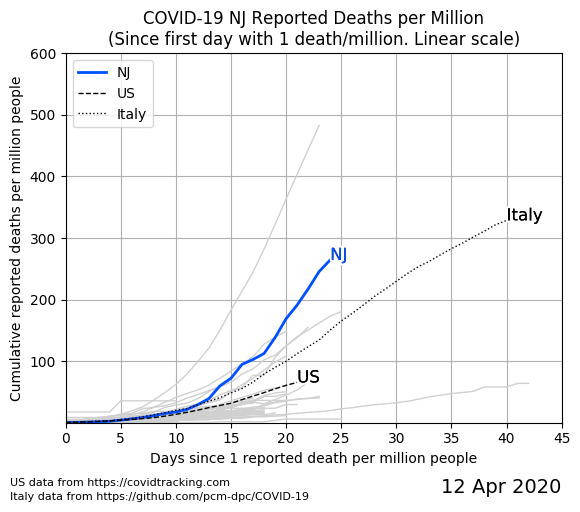 COVID-19 NJ Reported Deaths per Million
(Since first day with 1 death/million. Linear scale)
600
500
400
300
200
100
Cumulative reported deaths per million people
NJ
US
Italy
Italy
NJ
US
0 5 10 15 20 25 30 35 40 45
Days since 1 reported death per million people
US data from https://covidtracking.com
Italy data from https://github.com/pcm-dpc/COVID-19
12 Apr 2020